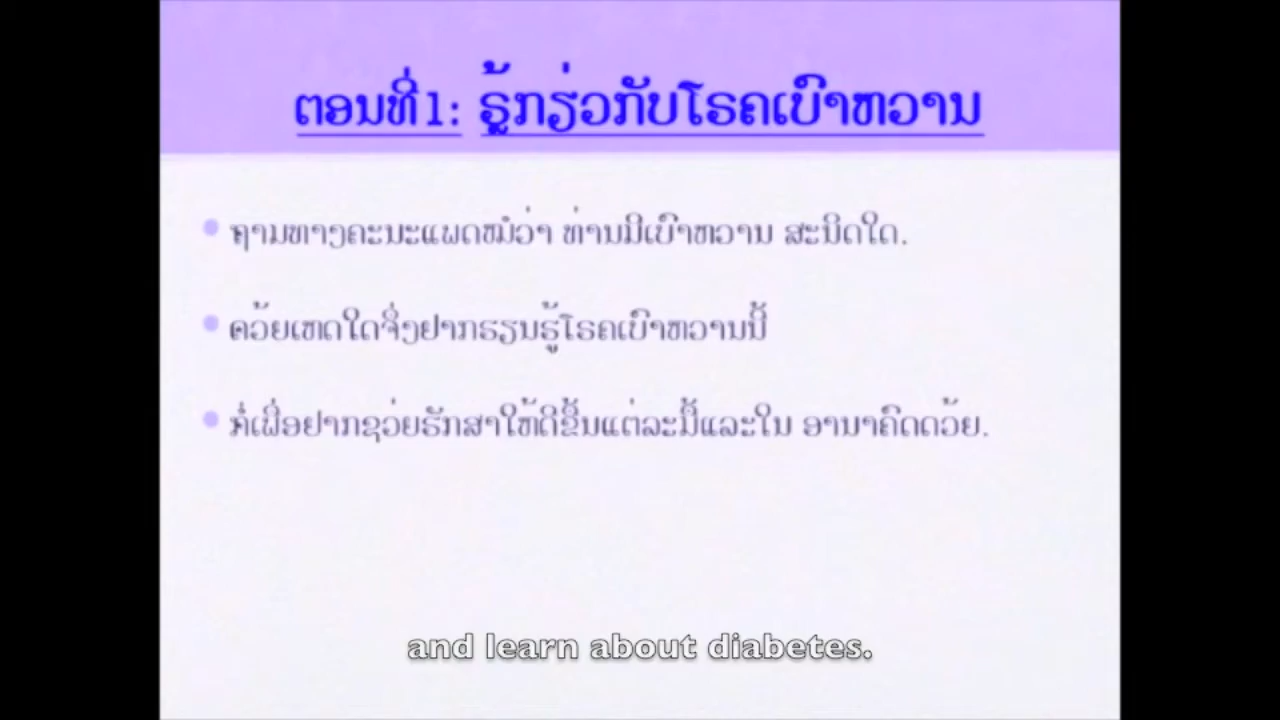 ຕອນທີ່1: ຮູ້ກຽ່ວກັບໂຣຄເບົາຫວານ
ຖາມທາງຄະນະແພດໝໍວ່າ ທ່ານມີເບົາຫວານ ສະນິດໃດ.
ດວ້ຍເຫດໃດຈິ່ງຢາກຮຽນຮູ້ໂຣຄເບົາຫວານນີ້
ກໍ່ເພື່ອຢາກຊວ່ຍຮັກສາໃຫ້ດີຂຶ້ນແຕ່ລະມື້ແລະໃນ ອານາຄົດດວ້ຍ.
and learn about diabetes.